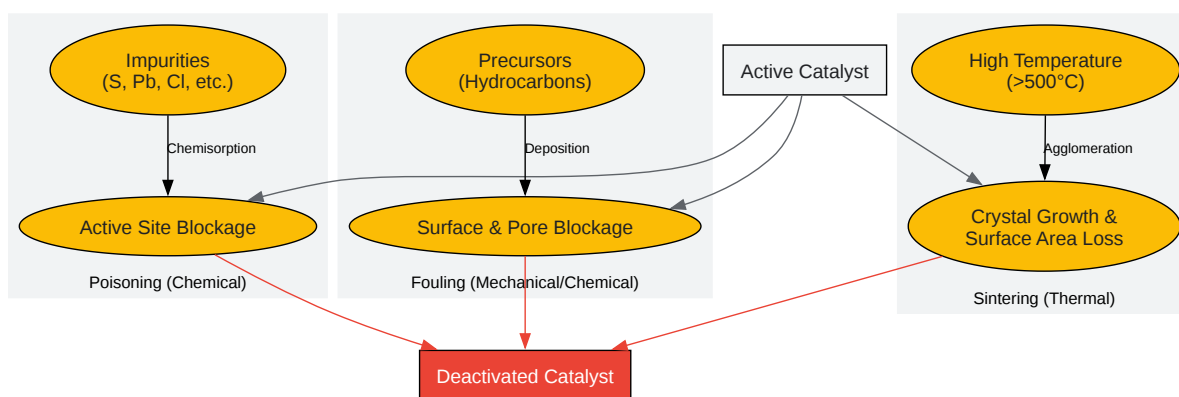 Impurities
(S, Pb, Cl, etc.)
Precursors
(Hydrocarbons)
Active Catalyst
High Temperature
(>500°C)
Chemisorption
Deposition
Agglomeration
Active Site Blockage
Surface & Pore Blockage
Crystal Growth &
Surface Area Loss
Poisoning (Chemical)
Fouling (Mechanical/Chemical)
Sintering (Thermal)
Deactivated Catalyst